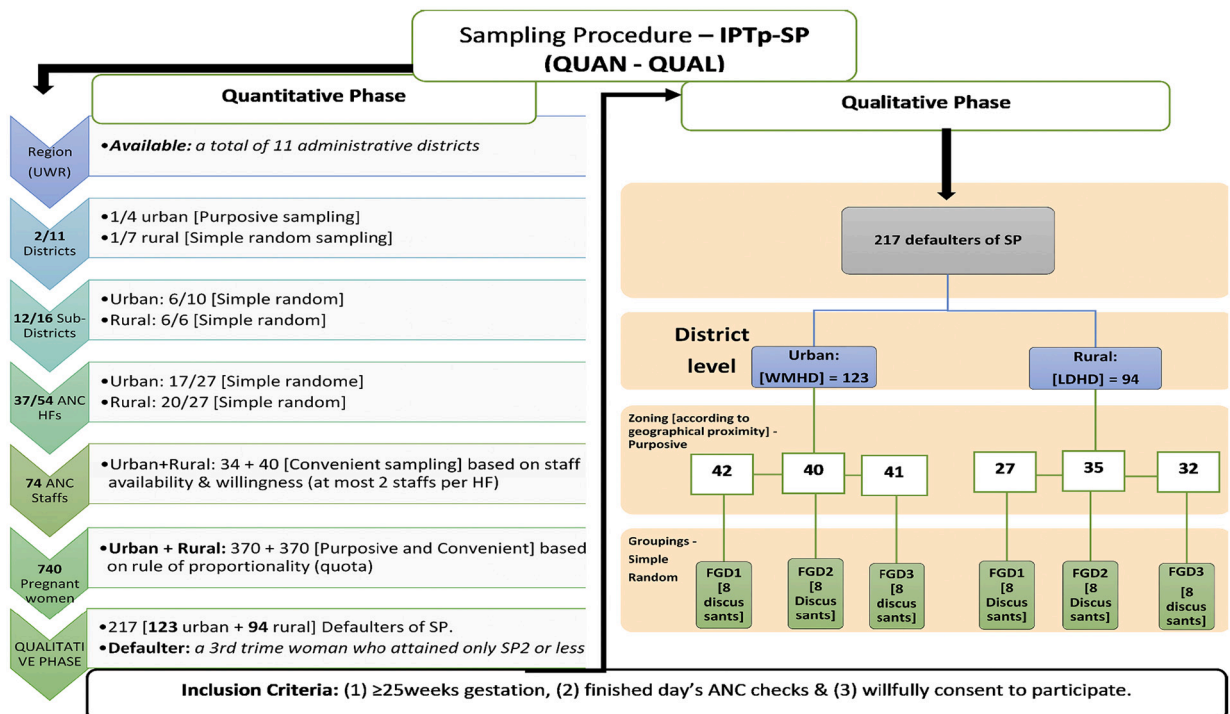 Sampling Procedure – IPTp-SP
(QUAN - QUAL)
Quantitative Phase
Region
(UWR)
•Available: a total of 11 administrative districts
2/11
Districts
•1/4 urban [Purposive sampling]
•1/7 rural [Simple random sampling]
12/16 Sub-
Districts
•Urban: 6/10 [Simple random]
•Rural: 6/6 [Simple random]
37/54 ANC
HFs
•Urban: 17/27 [Simple randome]
•Rural: 20/27 [Simple random]
74 ANC
Staffs
•Urban+Rural: 34 + 40 [Convenient sampling] based on staff
availability & willingness (at most 2 staffs per HF)
740
Pregnant
women
•Urban + Rural: 370 + 370 [Purposive and Convenient] based
on rule of proportionality (quota)
QUALITATI
VE PHASE
•217 [123 urban + 94 rural] Defaulters of SP.
•Defaulter: a 3rd trime woman who attained only SP2 or less
Qualitative Phase
217 defaulters of SP
District
level
Urban:
[WMHD] = 123
Rural:
[LDHD] = 94
Zoning [according to
geographical proximity] -
Purposive
42
40
41
27
35
32
Groupings -
Simple
Random
FGD1
[8
discus
sants]
FGD2
[8
Discus
sants]
FGD3
[8
discus
sants]
FGD1
[8
discus
sants]
FGD2
[8
Discus
sants]
FGD3
[8
discus
sants]
Inclusion Criteria: (1) ≥25weeks gestation, (2) finished day’s ANC checks & (3) willfully consent to participate.